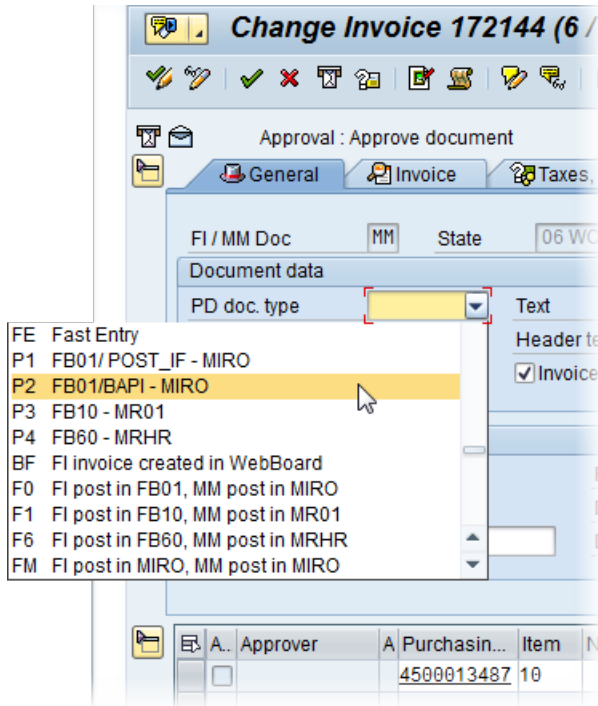 Change Invoice 172144 (6 /
Approval : Approve document
General Invoice Taxes,
FI / MM Doc MM State 06 WO
Document data
PD doc. type Text
FE Fast Entry
Header te
P1 FB01/ POST_IF - MIRO
P2 FB01/BAPI - MIRO
Invoice
P3 FB10 - MR01
P4 FB60 - MRHR
BF FI invoice created in WebBoard
F0 FI post in FB01, MM post in MIRO
F1 FI post in FB10, MM post in MR01
F6 FI post in FB60, MM post in MRHR
FM FI post in MIRO, MM post in MIRO
A.. Approver A Purchasin... Item N
4500013487 10